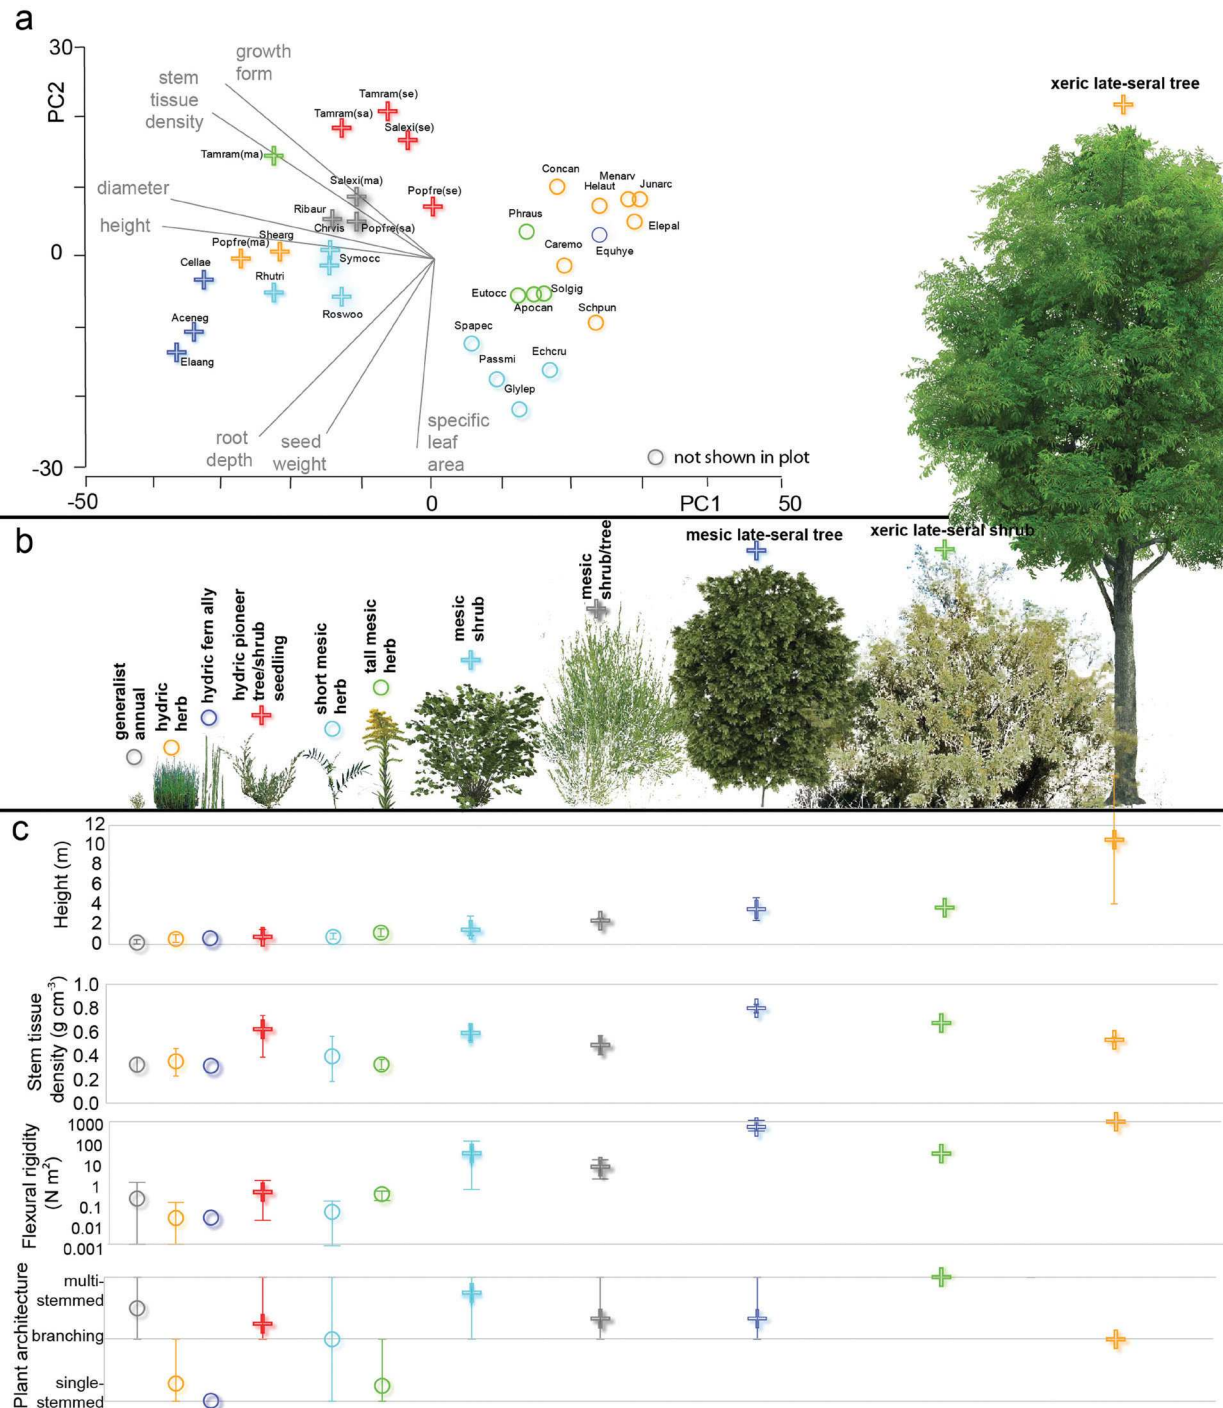 a
30
PC2
0
-30
-50
0
PC1
50
growth
form
stem
tissue
density
diameter
height
root
depth
seed
weight
specific
leaf
area
Tamram(se)
Tamram(sa)
Salexi(se)
Tamram(ma)
Salexi(ma)
Popfre(se)
Ribaur
Chrvis
Popfre(sa)
Shearg
Popfre(ma)
Symocc
Cellae
Rhutri
Roswoo
Aceneg
Elaang
Concan
Menarv
Helaut
Junarc
Phraus
Elepal
Equhye
Caremo
Eutocc
Solgig
Apocan
Schpun
Spapec
Passmi
Echcru
Glylep
not shown in plot
xeric late-seral tree
b
generalist
annual
hydric
herb
hydric fern ally
hydric pioneer
tree/shrub
seedling
short mesic
herb
tall mesic
herb
mesic
shrub
mesic
shrub/tree
mesic late-seral tree
xeric late-seral shrub
c
Height (m)
12
10
8
6
4
2
0
Stem tissue
density (g cm-3)
1.0
0.8
0.6
0.4
0.2
0.0
Flexural rigidity
(N m2)
1000
100
10
1
0.1
0.01
0.001
Plant architecture
multi-
stemmed
branching
single-
stemmed